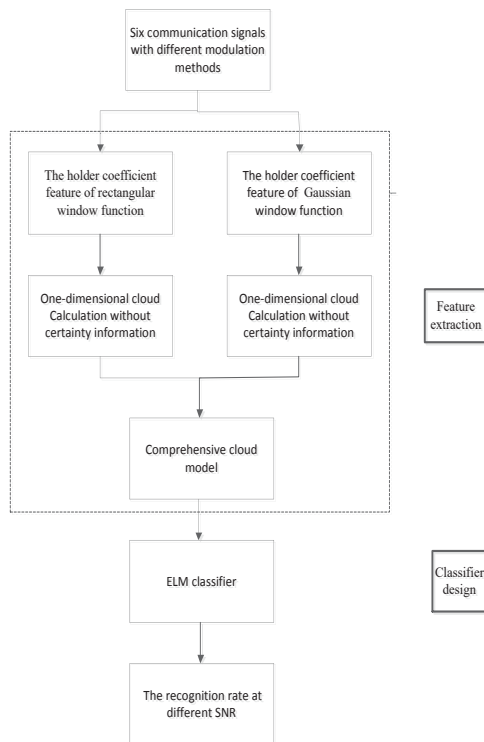 Six communication signals
with different modulation
methods
The holder coefficient
feature of rectangular
window function
The holder coefficient
feature of Gaussian
window function
One-dimensional cloud
Calculation without
certainty information
One-dimensional cloud
Calculation without
certainty information
Feature
extraction
Comprehensive cloud
model
ELM classifier
Classifier
design
The recognition rate at
different SNR